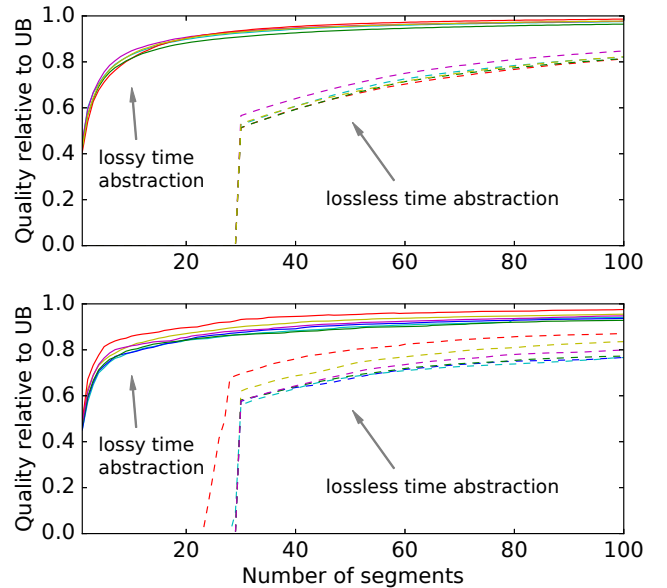 1.0
0.8
0.6
0.4
0.2
0.0
Quality relative to UB
lossy time
abstraction
lossless time abstraction
20 40 60 80 100
1.0
0.8
0.6
0.4
0.2
0.0
Quality relative to UB
lossy time
abstraction
lossless time abstraction
20 40 60 80 100
Number of segments